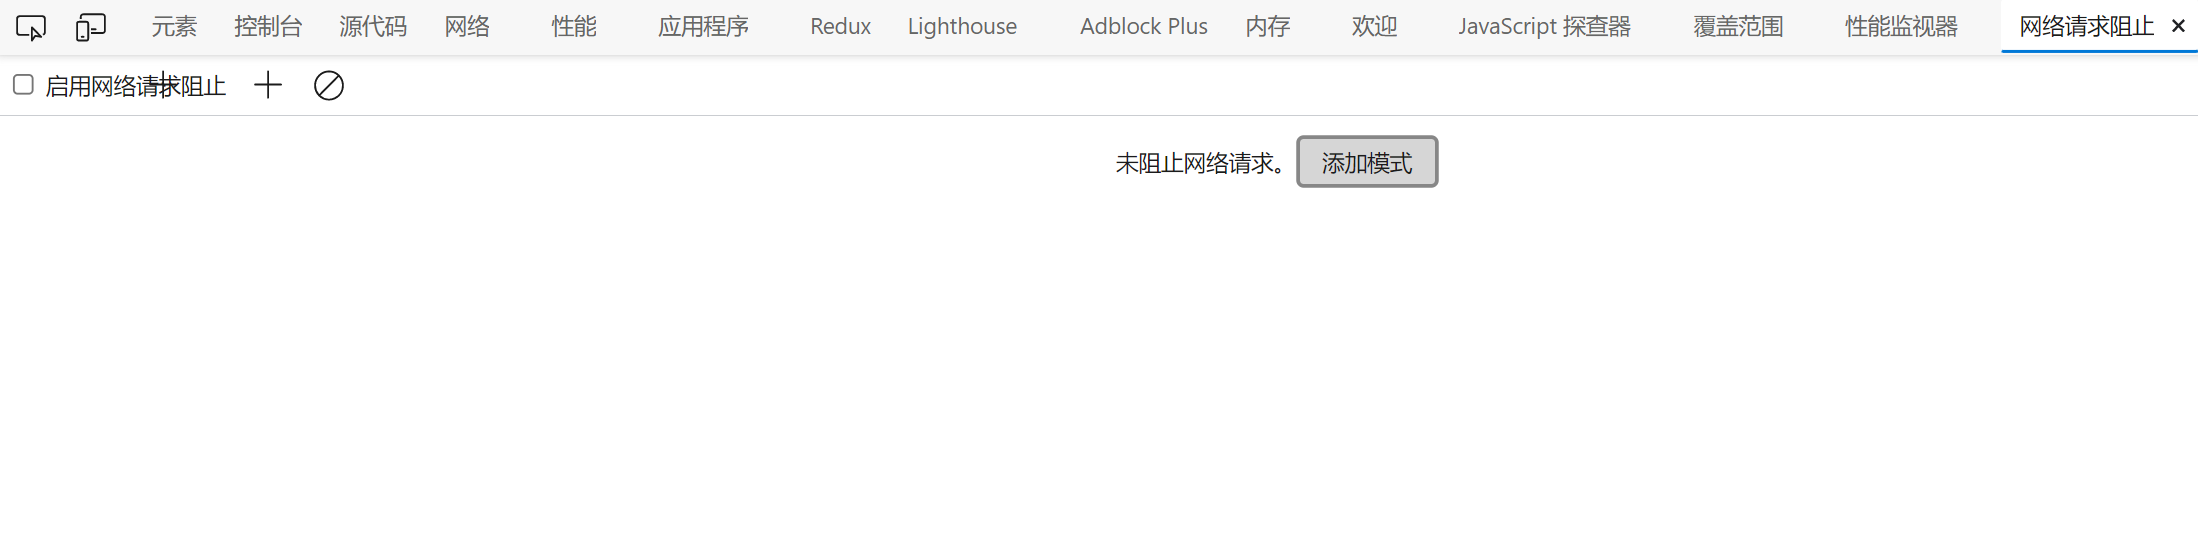 元素 控制台 源代码 网络 性能 应用程序 Redux Lighthouse Adblock Plus 内存 欢迎 JavaScript 探查器 覆盖范围 性能监视器 网络请求阻止
启用网络请求阻止
未阻止网络请求。 添加模式